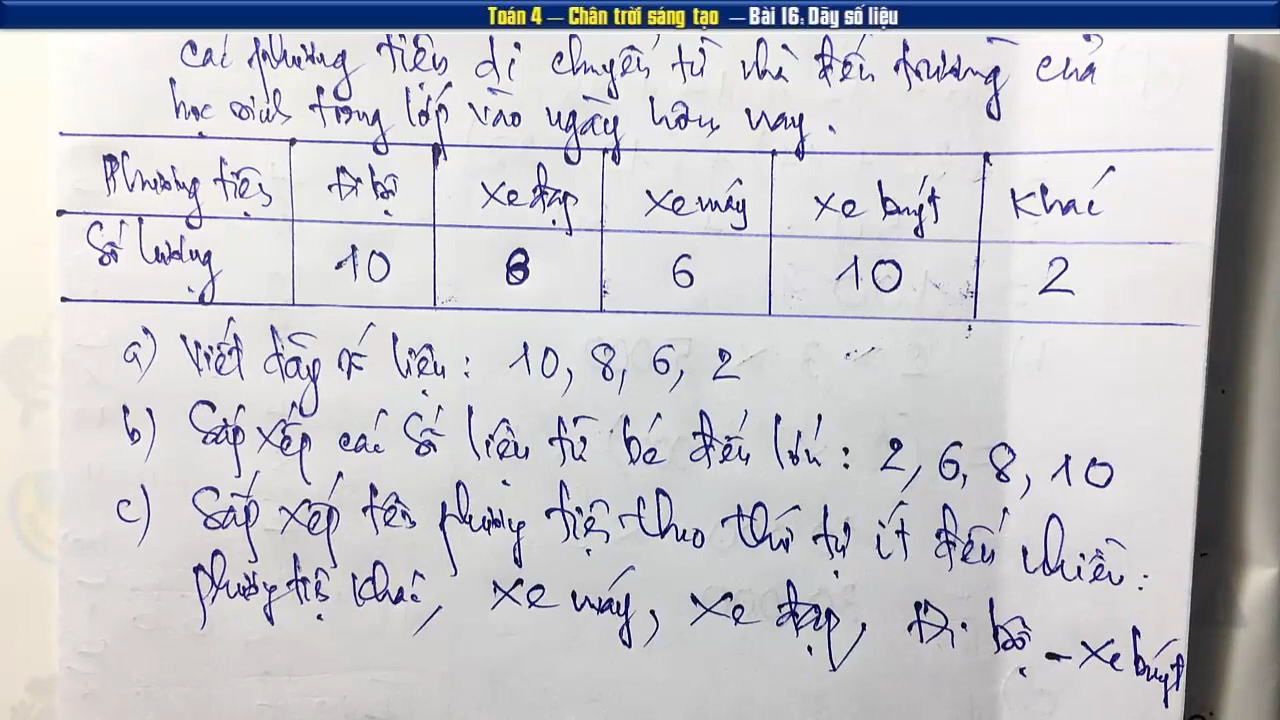 Toán 4 – Chân trời sáng tạo – Bài 16: Dãy số liệu
các phương tiện di chuyển từ nhà đến trường của
học sinh trong lớp vào ngày hôm nay.
Phương tiện Đi bộ Xe đạp Xe máy Xe buýt Khác
Số lượng 10 8 6 10 2
a) Viết dãy số liệu: 10, 8, 6, 2
b) Sắp xếp các số liệu từ bé đến lớn: 2, 6, 8, 10
c) Sắp xếp tên phương tiện theo thứ tự ít đến nhiều:
phương tiện khác, xe máy, xe đạp, Đi bộ – xe buýt